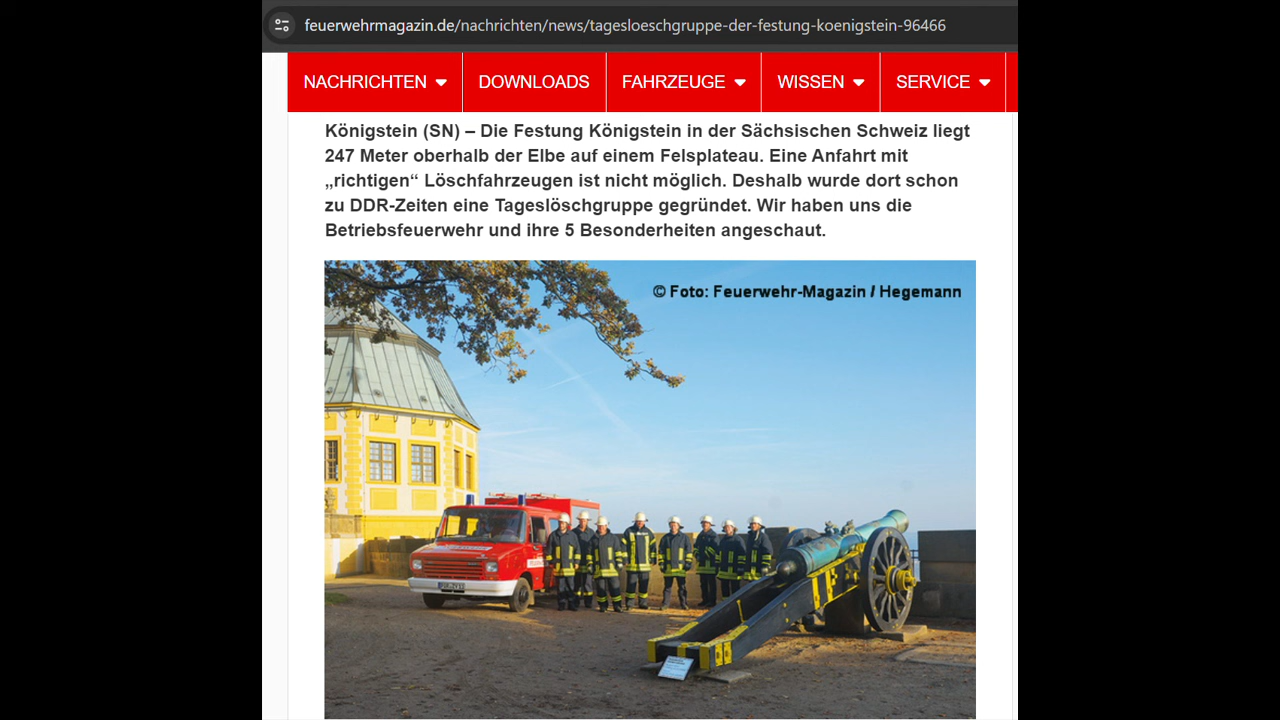 feuerwehrmagazin.de/nachrichten/news/tagesloeschgruppe-der-festung-koenigstein-96466
NACHRICHTEN DOWNLOADS FAHRZEUGE WISSEN SERVICE
Königstein (SN) – Die Festung Königstein in der Sächsischen Schweiz liegt
247 Meter oberhalb der Elbe auf einem Felsplateau. Eine Anfahrt mit
„richtigen“ Löschfahrzeugen ist nicht möglich. Deshalb wurde dort schon
zu DDR-Zeiten eine Tageslöschgruppe gegründet. Wir haben uns die
Betriebsfeuerwehr und ihre 5 Besonderheiten angeschaut.
© Foto: Feuerwehr-Magazin / Hegemann